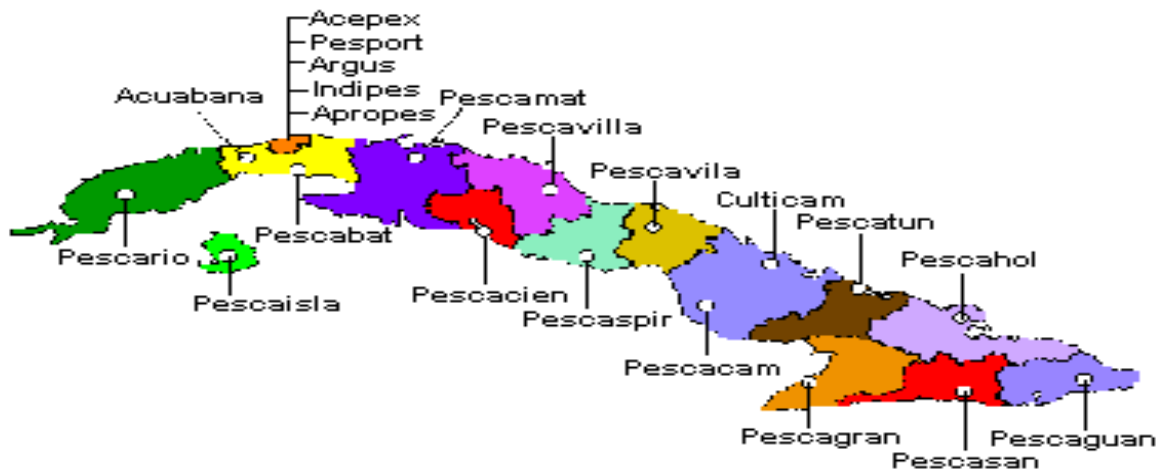 Acepex
Pesport
Argus
Indipes
Apropes
Acuabana
Pescamat
Pescavilla
Pescavila
Culticam
Pescatun
Pescahol
Pescabat
Pescario
Pescaisla
Pescacien
Pescaspir
Pescacam
Pescagran
Pescasan
Pescaguan